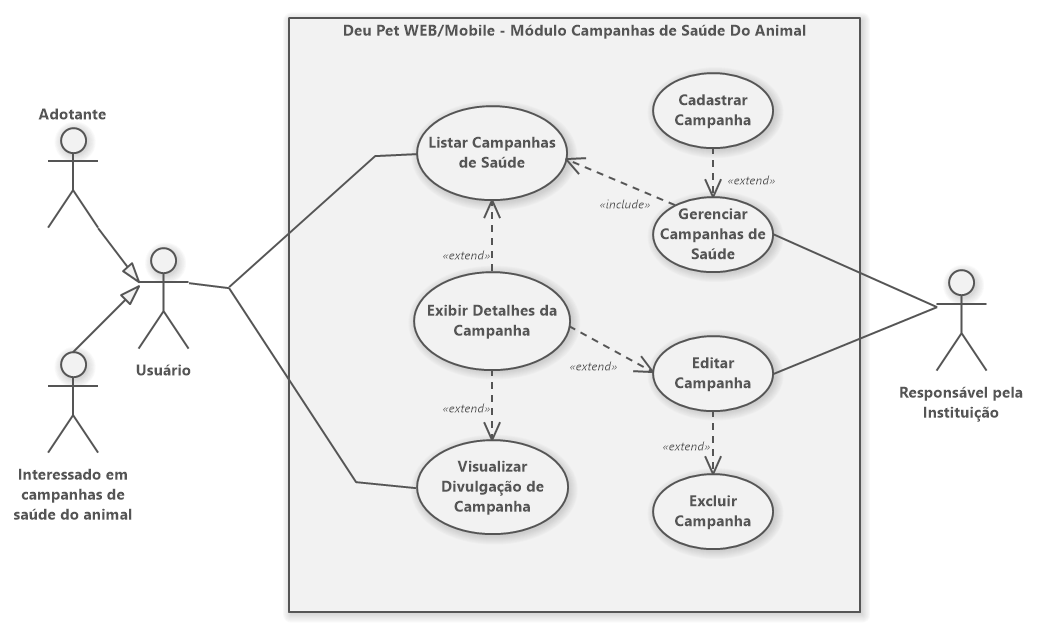 Deu Pet WEB/Mobile - Módulo Campanhas de Saúde Do Animal
Adotante
Usuário
Interessado em
campanhas de
saúde do animal
Listar Campanhas
de Saúde
«extend»
Exibir Detalhes da
Campanha
«extend»
Visualizar
Divulgação de
Campanha
«include»
«extend»
Cadastrar
Campanha
«extend»
Gerenciar
Campanhas de
Saúde
Editar
Campanha
«extend»
Excluir
Campanha
Responsável pela
Instituição